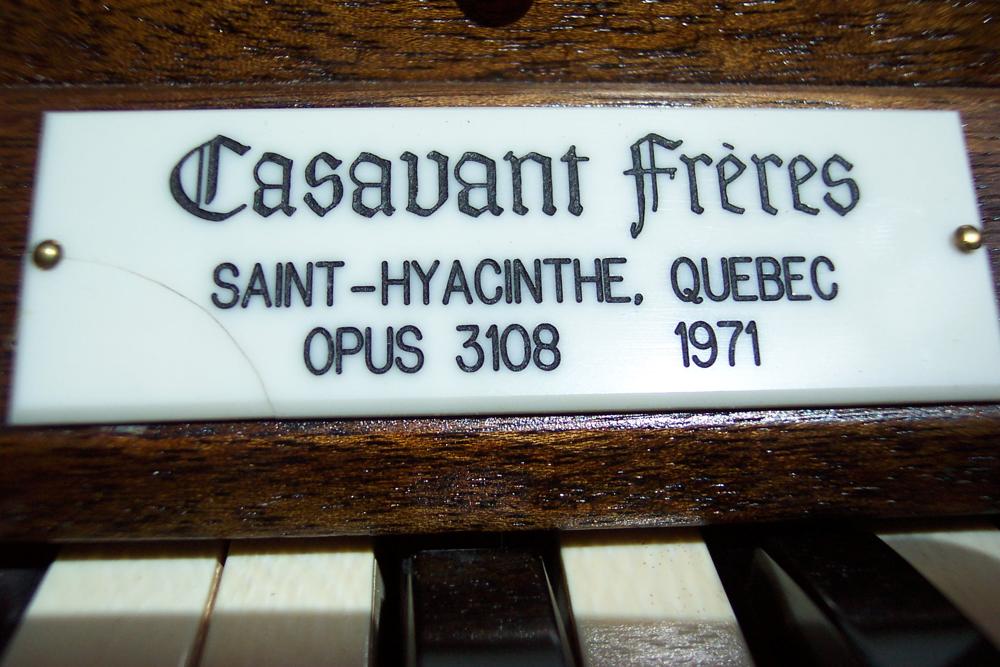 Casavant Frères
SAINT-HYACINTHE, QUEBEC
OPUS 3108 1971